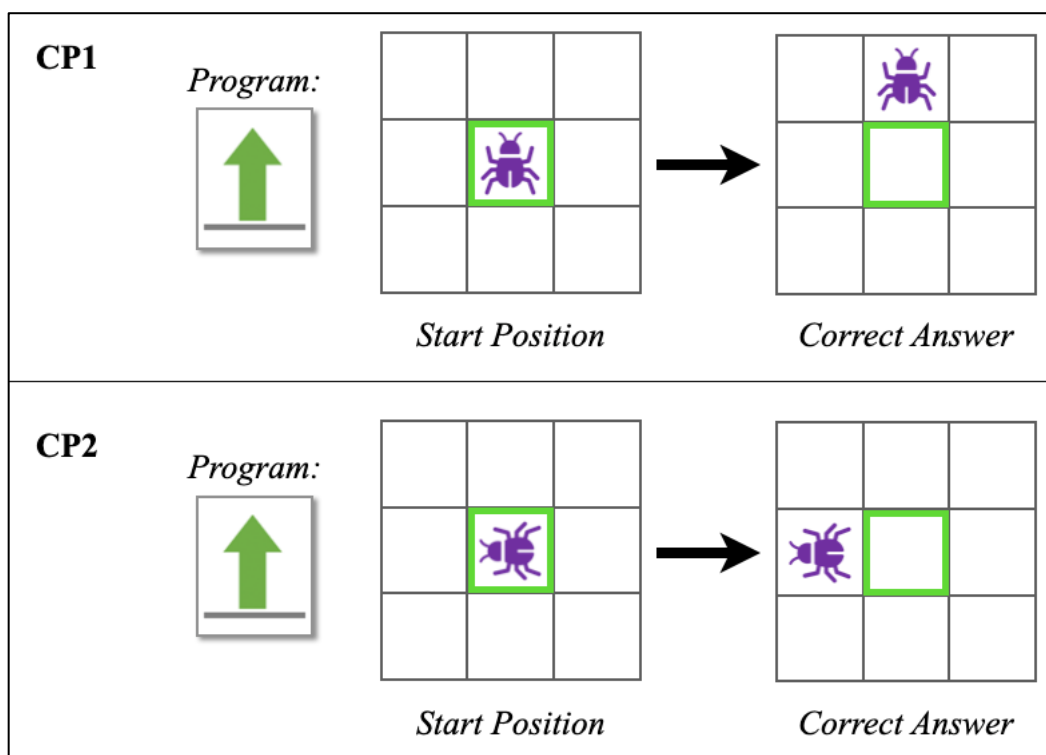 CP1
Program:
Start Position
Correct Answer
CP2
Program:
Start Position
Correct Answer